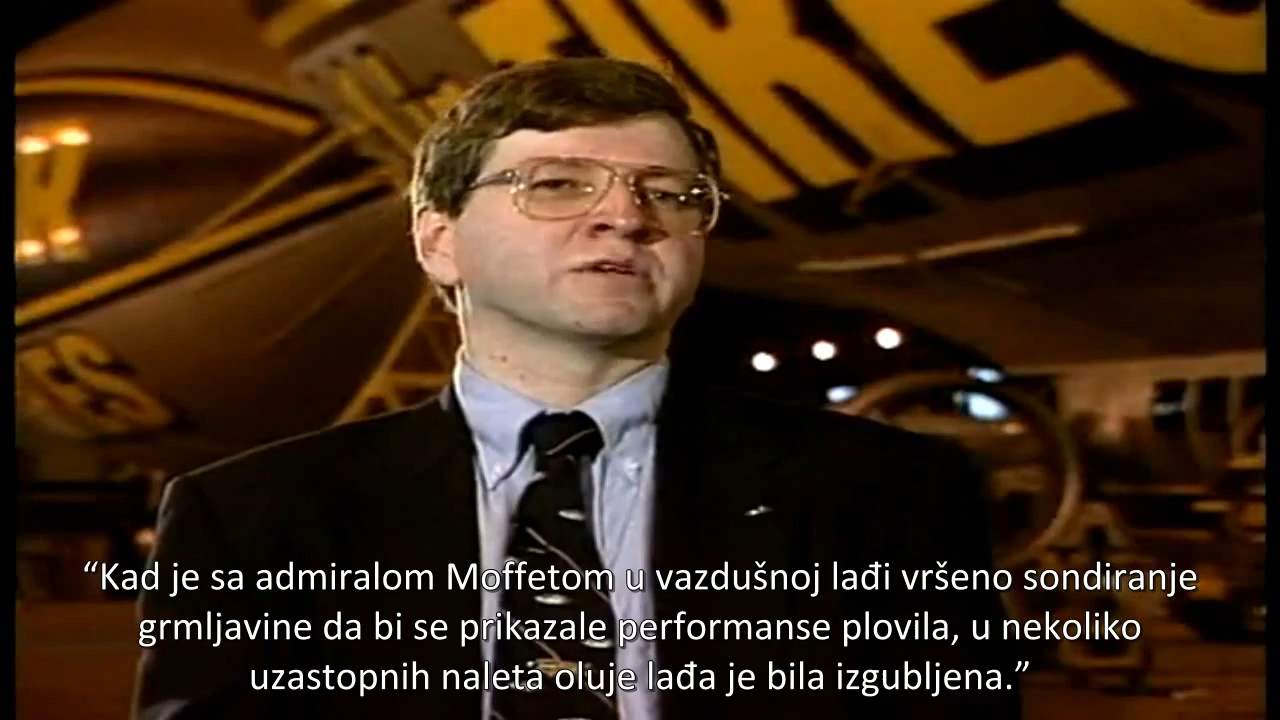 “Kad je sa admiralom Moffetom u vazdušnoj lađi vršeno sondiranje
grmljavine da bi se prikazale performanse plovila, u nekoliko
uzastopnih naleta oluje lađa je bila izgubljena.”